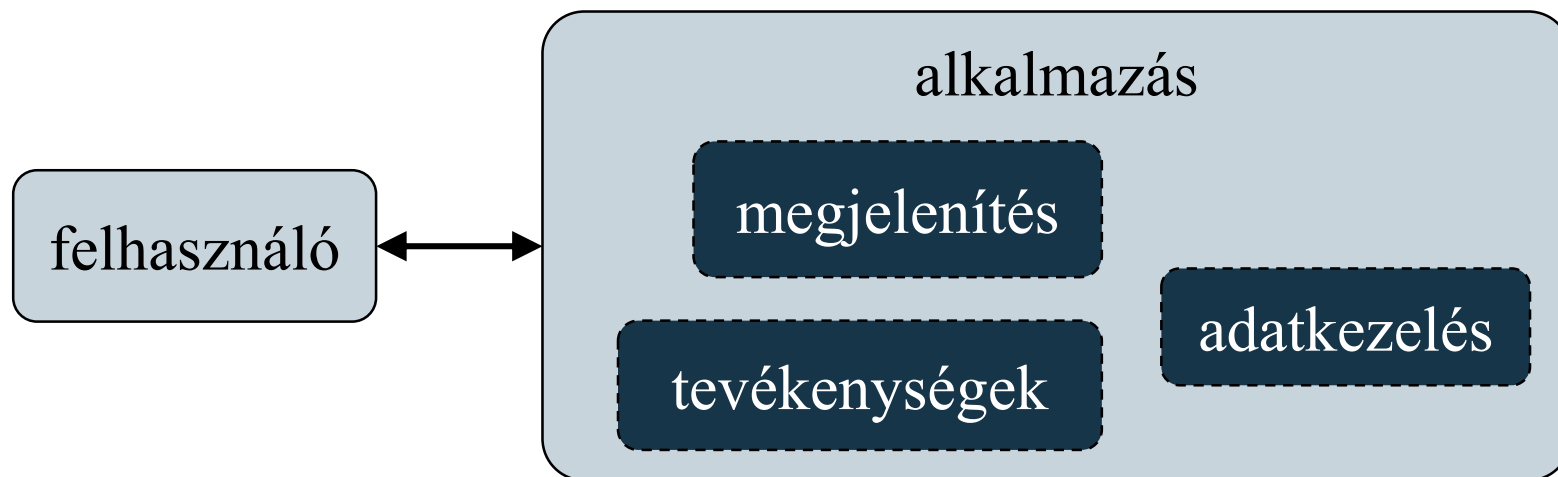 alkalmazás
megjelenítés
felhasználó
adatkezelés
tevékenységek